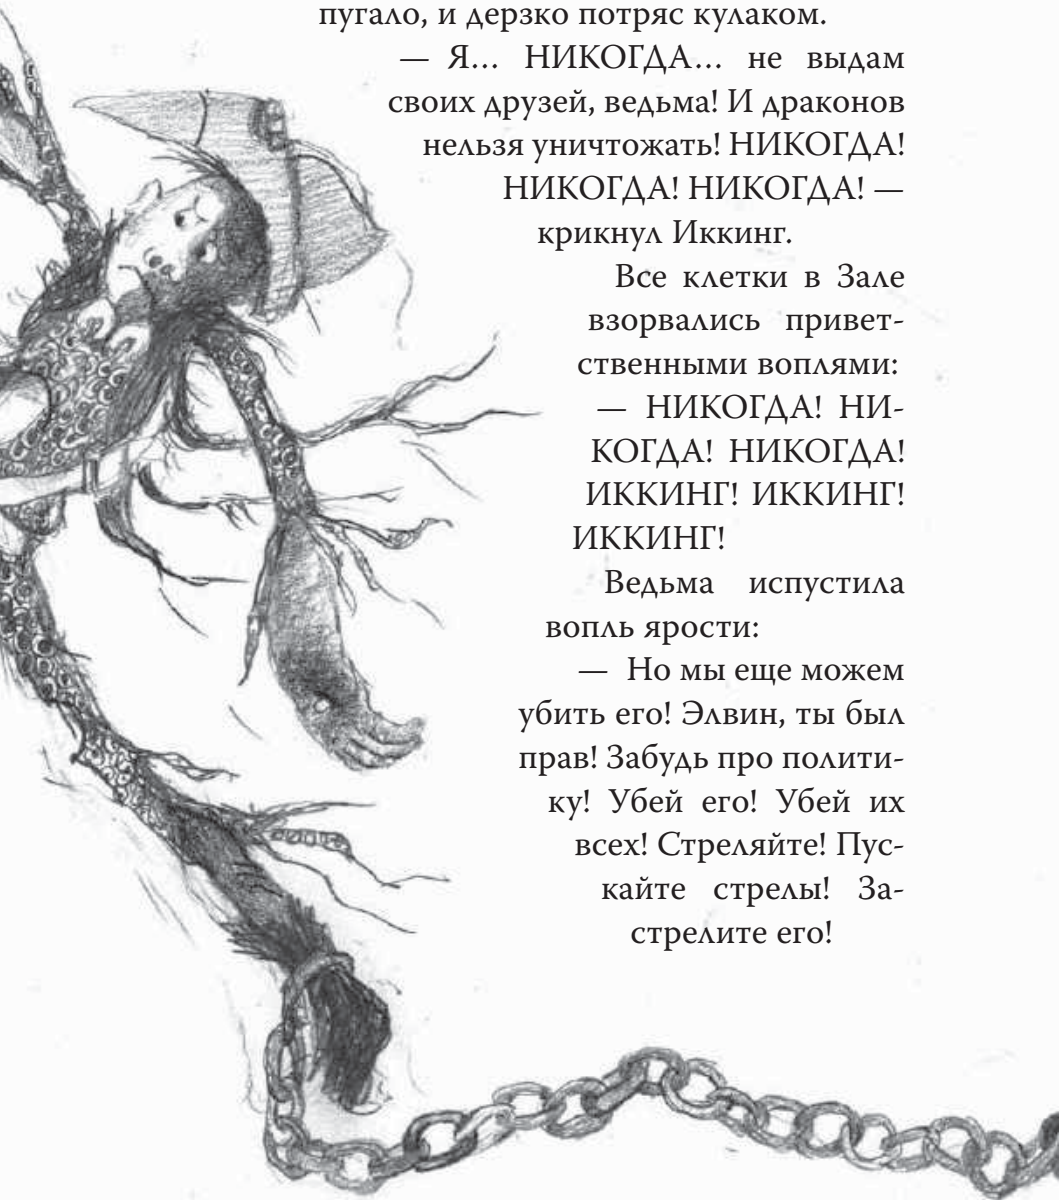 пугало, и дерзко потряс кулаком.
— Я… НИКОГДА… не выдам
своих друзей, ведьма! И драконов
нельзя уничтожать! НИКОГДА!
НИКОГДА! НИКОГДА! —
крикнул Иккинг.
Все клетки в Зале
взорвались привет-
ственными воплями:
— НИКОГДА! НИ-
КОГДА! НИКОГДА!
ИККИНГ! ИККИНГ!
ИККИНГ!
Ведьма испустила
вопль ярости:
— Но мы еще можем
убить его! Элвин, ты был
прав! Забудь про полити-
ку! Убей его! Убей их
всех! Стреляйте! Пус-
кайте стрелы! За-
стрелите его!